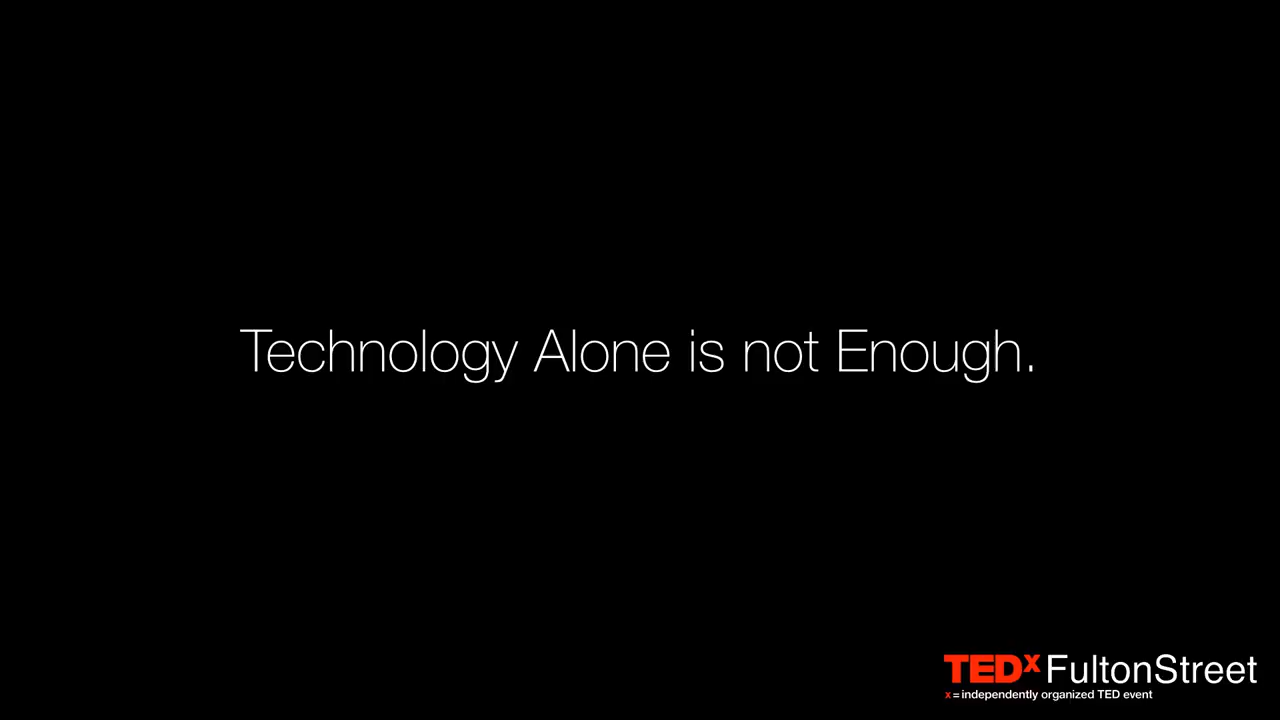 Technology Alone is not Enough.
TEDx FultonStreet
x = independently organized TED event